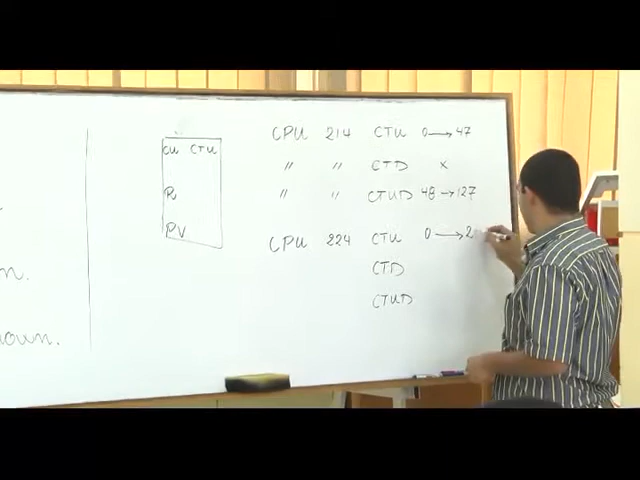 CPU 214 CTU 0 → 47
" " CTD x
" " CTUD 48 → 127
CPU 224 CTU 0 → 2
CTD
CTUD
CU CTU
R
PV
n.
own.